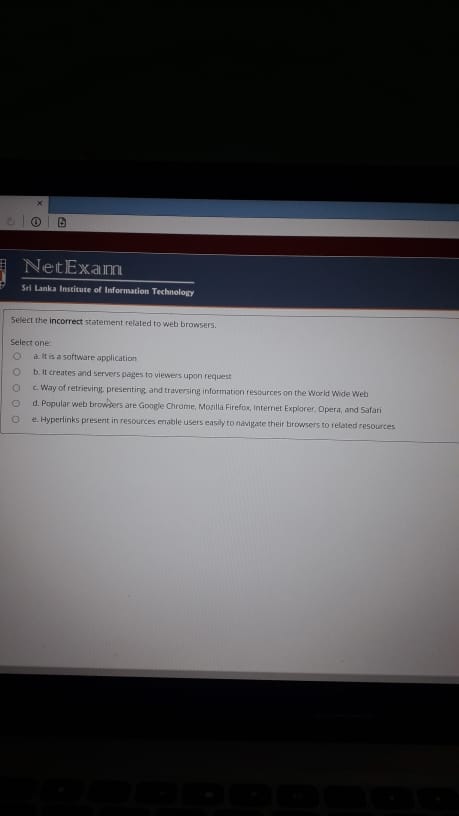 NetExam
Sri Lanka Institute of Information Technology
Select the incorrect statement related to web browsers.
Select one:
a. It is a software application
b. It creates and servers pages to viewers upon request
c. Way of retrieving, presenting, and traversing information resources on the World Wide Web
d. Popular web browsers are Google Chrome, Mozilla Firefox, Internet Explorer, Opera, and Safari
e. Hyperlinks present in resources enable users easily to navigate their browsers to related resources